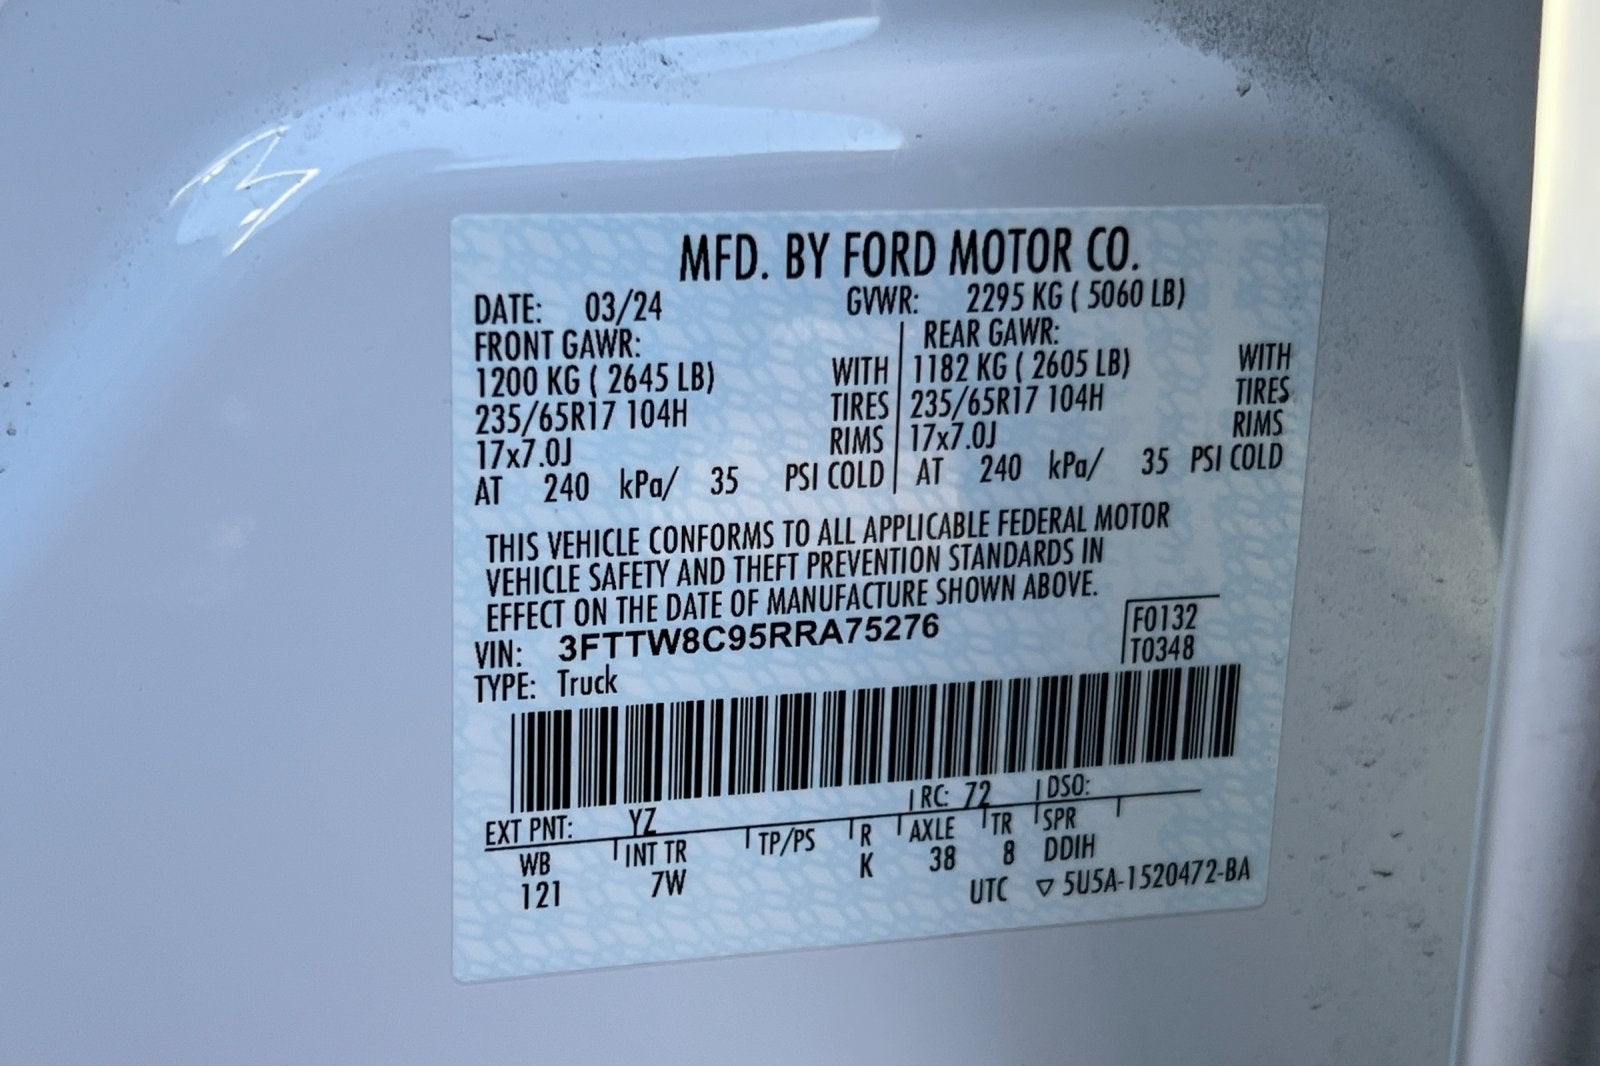 MFD. BY FORD MOTOR CO.
DATE: 03/24 GVWR: 2295 KG ( 5060 LB)
FRONT GAWR: REAR GAWR:
1200 KG ( 2645 LB) WITH 1182 KG ( 2605 LB) WITH
235/65R17 104H TIRES 235/65R17 104H TIRES
17x7.0J RIMS 17x7.0J RIMS
AT 240 kPa/ 35 PSI COLD AT 240 kPa/ 35 PSI COLD
THIS VEHICLE CONFORMS TO ALL APPLICABLE FEDERAL MOTOR
VEHICLE SAFETY AND THEFT PREVENTION STANDARDS IN
EFFECT ON THE DATE OF MANUFACTURE SHOWN ABOVE.
VIN: 3FTTW8C95RRA75276 F0132
TYPE: Truck T0348
EXT PNT: YZ RC: 72 DSO:
WB INT TR TP/PS R AXLE TR SPR
121 7W K 38 8 DDIH
UTC ▽ 5U5A-1520472-BA